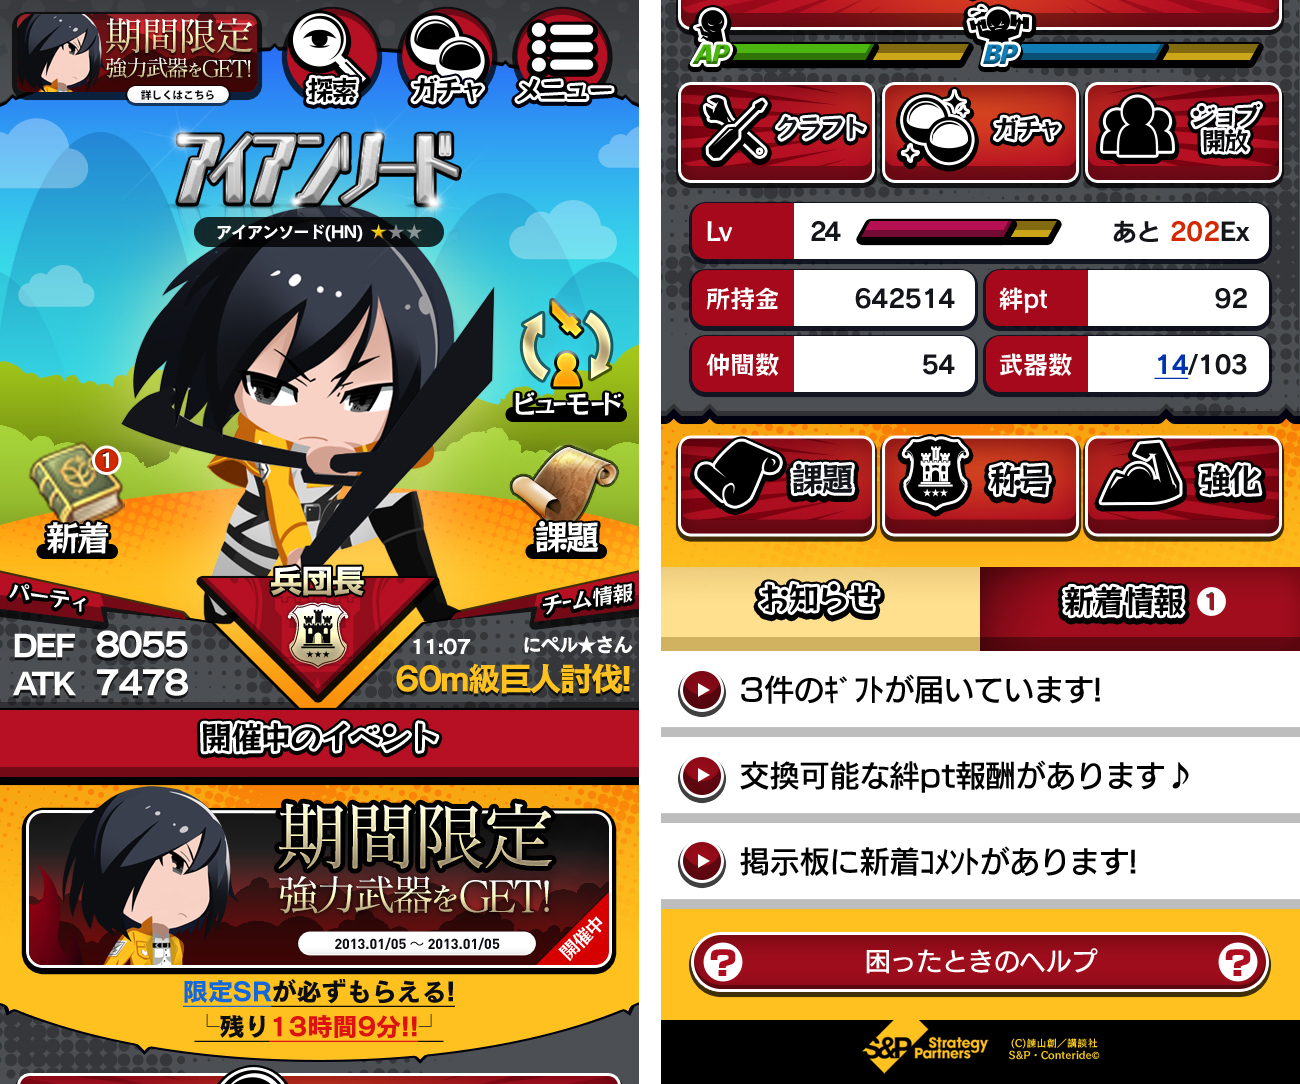 期間限定
強力武器をGET!
詳しくはこちら
探索
ガチャ
メニュー
アイアンソード
アイアンソード(HN) ★★★
ビューモード
1
新着
課題
兵団長
パーティ
チーム情報
DEF 8055
ATK 7478
11:07 にペル★さん
60m級巨人討伐!
開催中のイベント
期間限定
強力武器をGET!
2013.01/05 ～ 2013.01/05
開催中
限定SRが必ずもらえる!
└残り13時間9分!!┘
AP
BP
クラフト
ガチャ
ジョブ
開放
Lv 24 あと 202Ex
所持金 642514
絆pt 92
仲間数 54
武器数 14/103
課題
称号
強化
お知らせ
新着情報 1
3件のｷﾞﾌﾄが届いています!
交換可能な絆pt報酬があります♪
掲示板に新着ｺﾒﾝﾄがあります!
? 困ったときのヘルプ ?
S&P Strategy
Partners
(C)諫山創／講談社
S&P・Conteride©